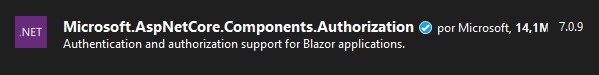 .NET
Microsoft.AspNetCore.Components.Authorization por Microsoft, 14,1M 7.0.9
Authentication and authorization support for Blazor applications.